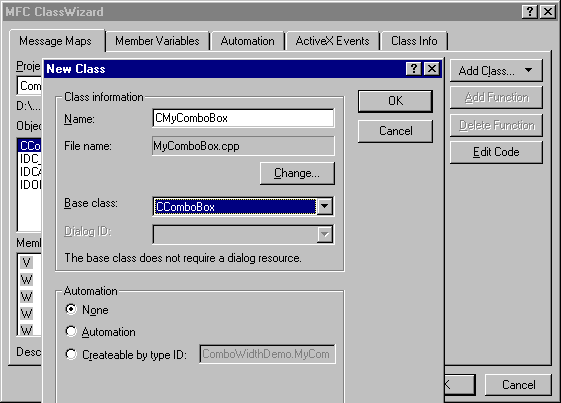 MFC ClassWizard
Message Maps
Member Variables
Automation
ActiveX Events
Class Info
New Class
Proje
Com
D:\...
Objec
CCo
IDC_
IDCA
IDOK
Memb
V
W
W
W
W
Desc
Class information
Name:
CMyComboBox
File name:
MyComboBox.cpp
Change...
Base class:
CComboBox
Dialog ID:
The base class does not require a dialog resource.
Automation
None
Automation
Createable by type ID:
ComboWidthDemo.MyCom
OK
Cancel
Add Class...
Add Function
Delete Function
Edit Code
K
Cancel